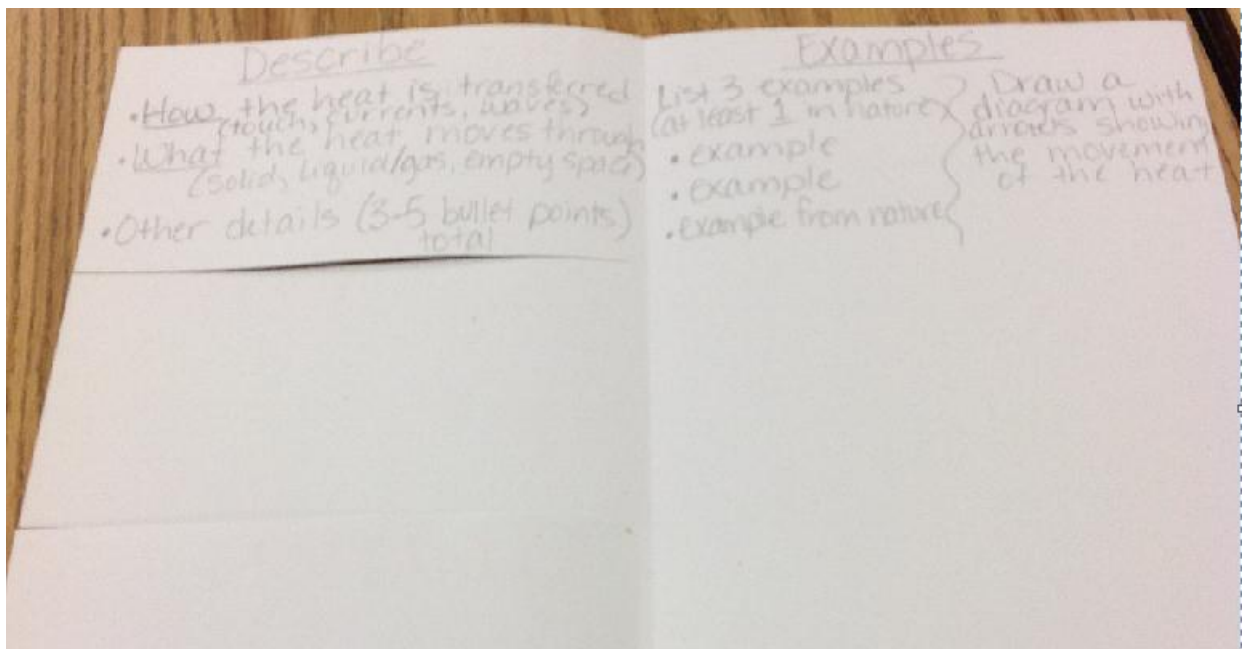 Describe
• How the heat is transferred
(touch, currents, waves)
• What the heat moves through
(solid, liquid/gas, empty space)
• Other details (3-5 bullet points)
total
Examples
List 3 examples
(at least 1 in nature)
• example
• example
• example from nature
Draw a
diagram with
arrows showing
the movement
of the heat